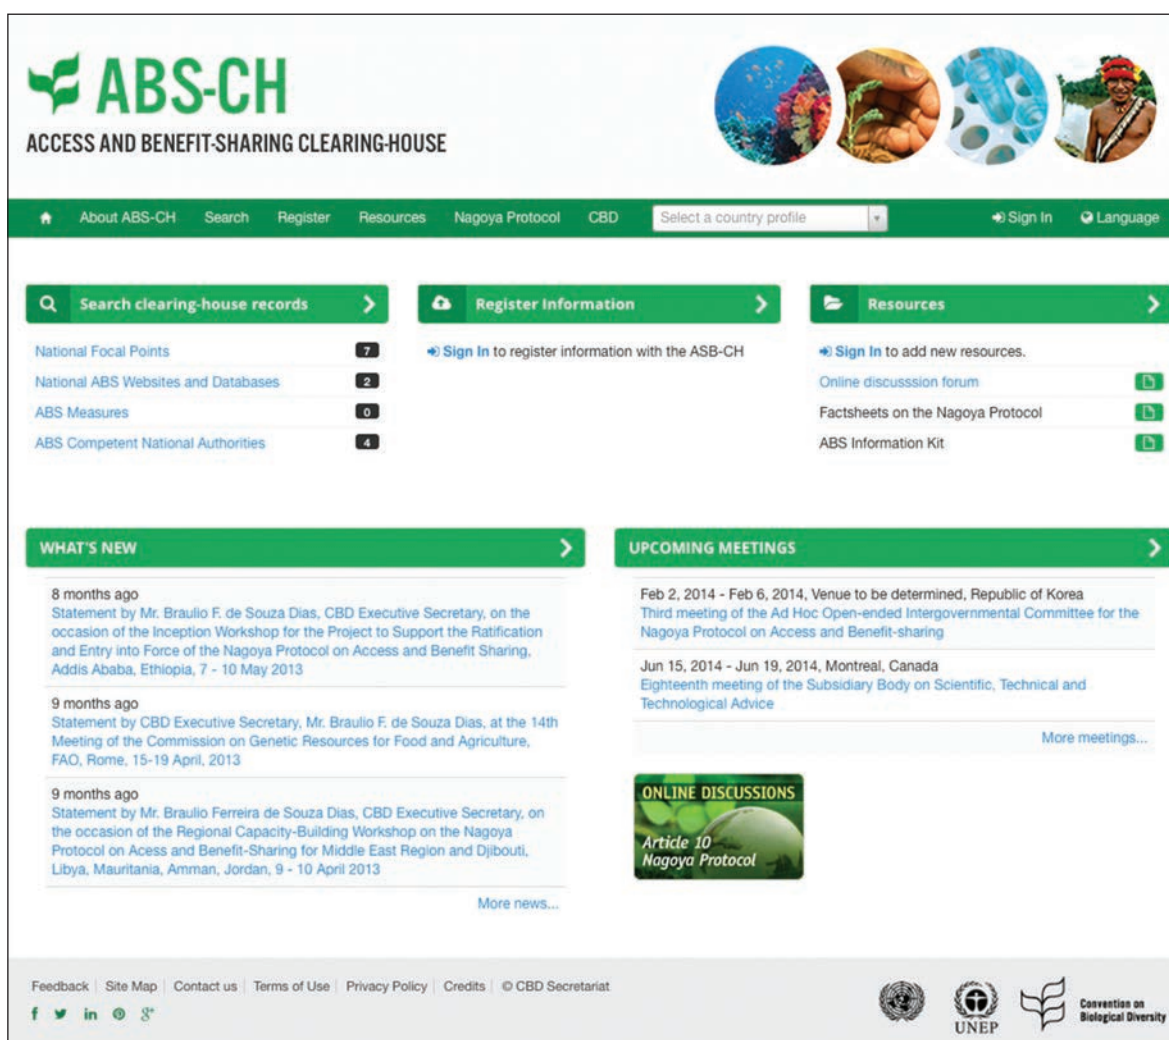 ABS-CH
ACCESS AND BENEFIT-SHARING CLEARING-HOUSE
About ABS-CH Search Register Resources Nagoya Protocol CBD Select a country profile Sign In Language
Search clearing-house records
National Focal Points 7
National ABS Websites and Databases 2
ABS Measures 0
ABS Competent National Authorities 4
Register Information
Sign In to register information with the ASB-CH
Resources
Sign In to add new resources.
Online discusssion forum
Factsheets on the Nagoya Protocol
ABS Information Kit
WHAT'S NEW
8 months ago
Statement by Mr. Braulio F. de Souza Dias, CBD Executive Secretary, on the
occasion of the Inception Workshop for the Project to Support the Ratification
and Entry into Force of the Nagoya Protocol on Access and Benefit Sharing,
Addis Ababa, Ethiopia, 7 - 10 May 2013
9 months ago
Statement by CBD Executive Secretary, Mr. Braulio F. de Souza Dias, at the 14th
Meeting of the Commission on Genetic Resources for Food and Agriculture,
FAO, Rome, 15-19 April, 2013
9 months ago
Statement by Mr. Braulio Ferreira de Souza Dias, CBD Executive Secretary, on
the occasion of the Regional Capacity-Building Workshop on the Nagoya
Protocol on Acess and Benefit-Sharing for Middle East Region and Djibouti,
Libya, Mauritania, Amman, Jordan, 9 - 10 April 2013
More news...
UPCOMING MEETINGS
Feb 2, 2014 - Feb 6, 2014, Venue to be determined, Republic of Korea
Third meeting of the Ad Hoc Open-ended Intergovernmental Committee for the
Nagoya Protocol on Access and Benefit-sharing
Jun 15, 2014 - Jun 19, 2014, Montreal, Canada
Eighteenth meeting of the Subsidiary Body on Scientific, Technical and
Technological Advice
More meetings...
ONLINE DISCUSSIONS
Article 10
Nagoya Protocol
Feedback | Site Map | Contact us | Terms of Use | Privacy Policy | Credits | © CBD Secretariat
UNEP
Convention on
Biological Diversity